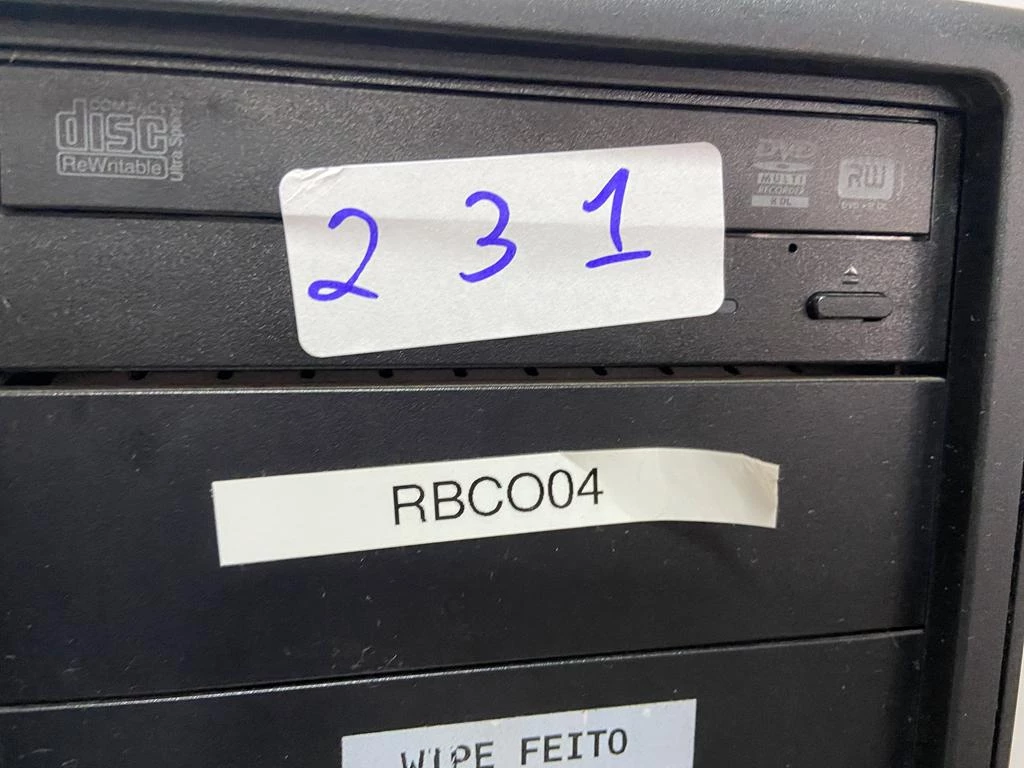 COMPACT
disc
ReWritable
Ultra Speed
DVD
MULTI
RECORDER
R DL
RW
2 3 1
RBCO04
WIPE FEITO